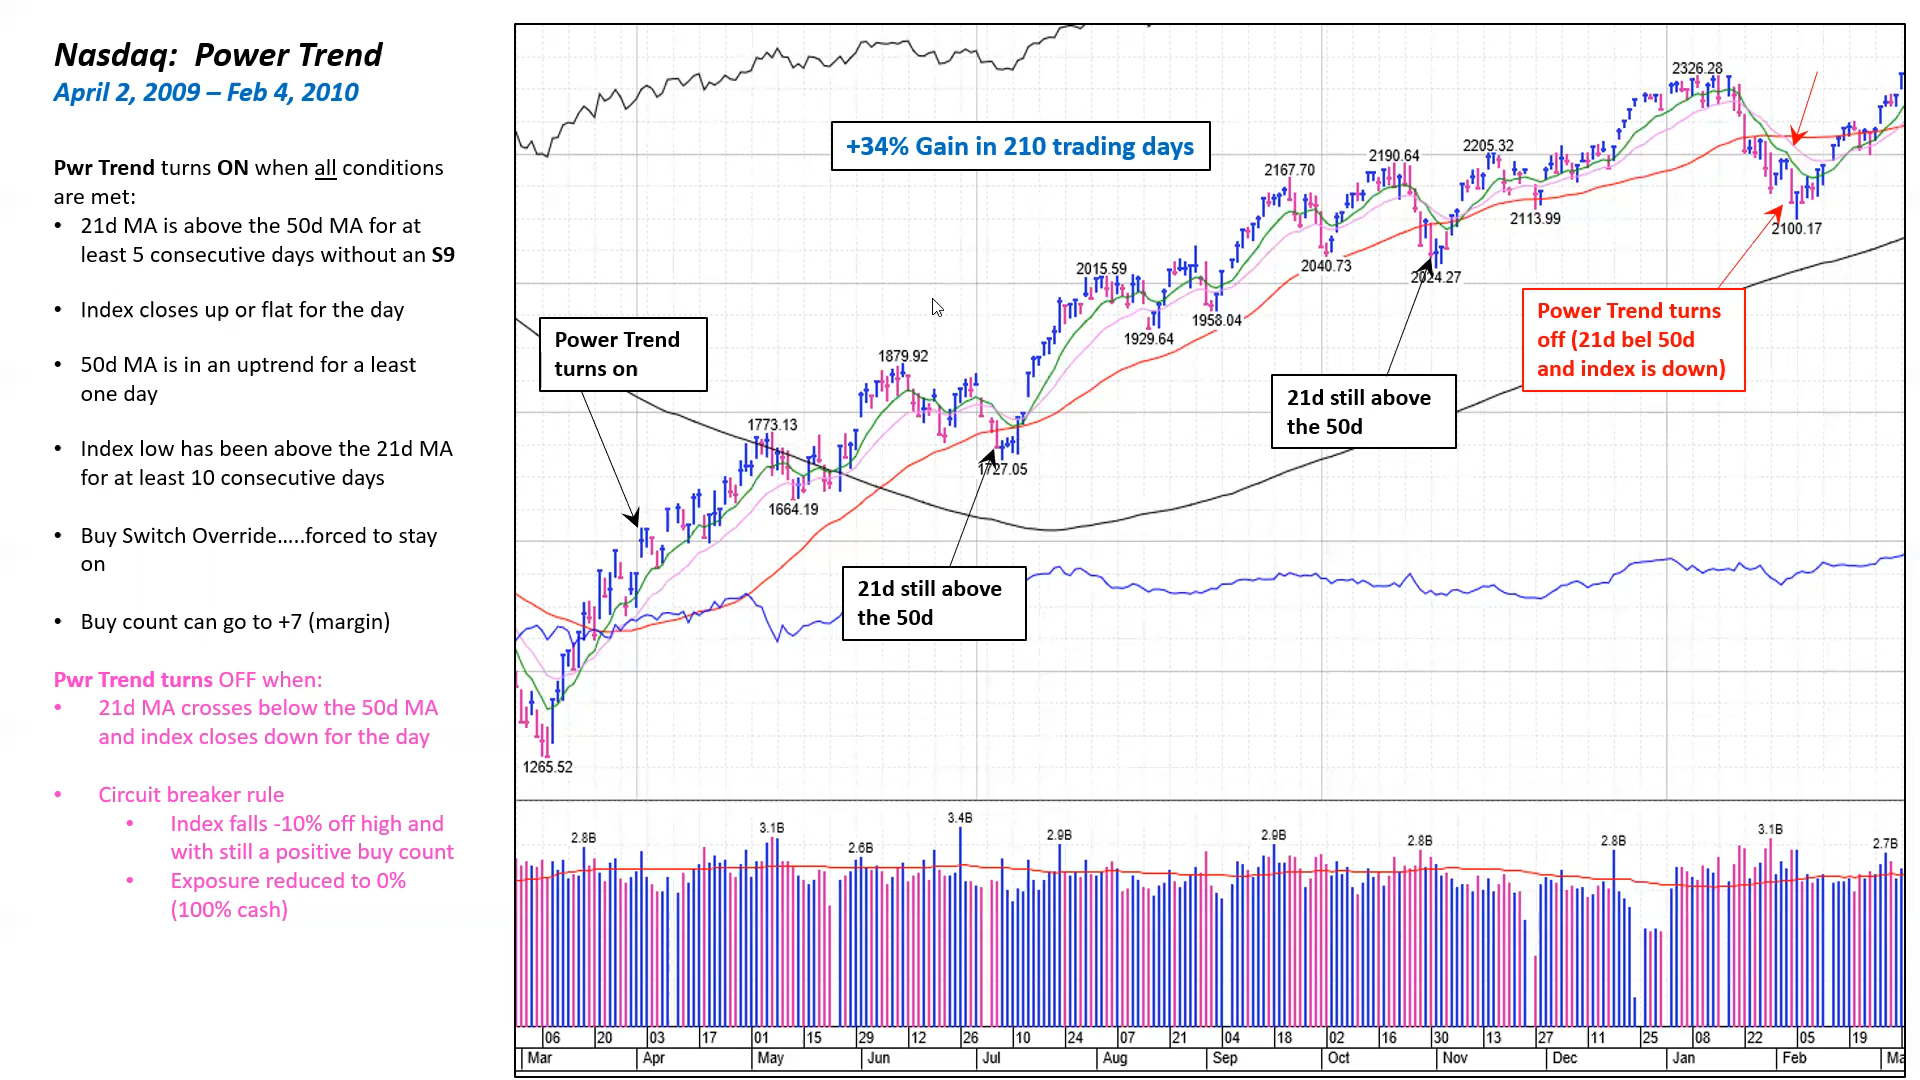 Nasdaq:  Power Trend
April 2, 2009 – Feb 4, 2010
Pwr Trend turns ON when all conditions
are met:
• 21d MA is above the 50d MA for at
least 5 consecutive days without an S9
• Index closes up or flat for the day
• 50d MA is in an uptrend for a least
one day
• Index low has been above the 21d MA
for at least 10 consecutive days
• Buy Switch Override…..forced to stay
on
• Buy count can go to +7 (margin)
Pwr Trend turns OFF when:
• 21d MA crosses below the 50d MA
and index closes down for the day
• Circuit breaker rule
• Index falls -10% off high and
with still a positive buy count
• Exposure reduced to 0%
(100% cash)
+34% Gain in 210 trading days
2326.28
2205.32
2190.64
2167.70
2113.99
2100.17
2040.73
2024.27
2015.59
1958.04
1929.64
Power Trend
turns on
1879.92
Power Trend turns
off (21d bel 50d
and index is down)
21d still above
the 50d
1773.13
1727.05
1664.19
21d still above
the 50d
1265.52
2.8B
3.1B
2.6B
3.4B
2.9B
2.9B
2.8B
2.8B
3.1B
2.7B
06 20 03 17 01 15 29 12 26 10 24 07 21 04 18 02 16 30 13 27 11 25 08 22 05 19
Mar Apr May Jun Jul Aug Sep Oct Nov Dec Jan Feb Ma